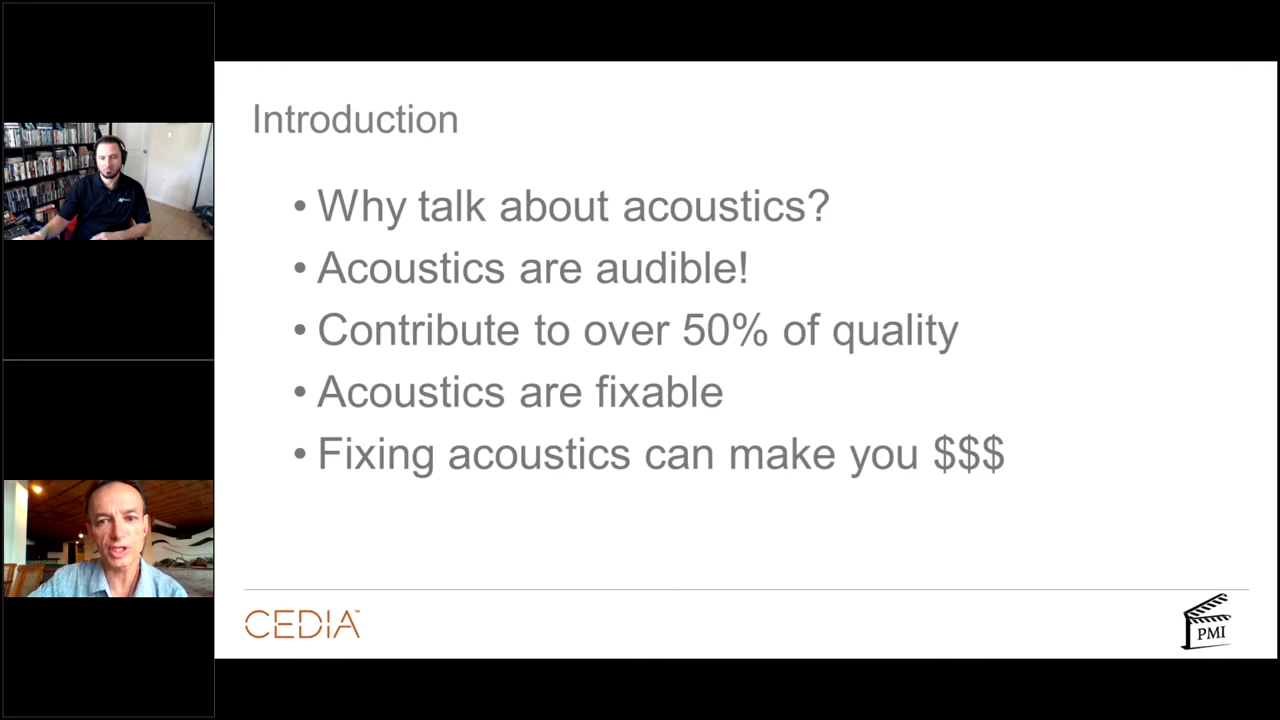 Introduction
• Why talk about acoustics?
• Acoustics are audible!
• Contribute to over 50% of quality
• Acoustics are fixable
• Fixing acoustics can make you $$$
CEDIA™
PMI